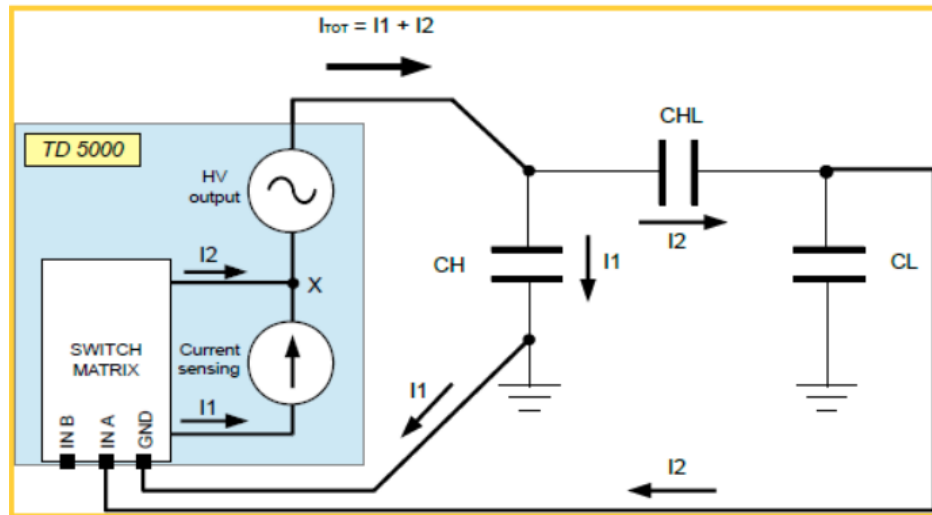 ITOT = I1 + I2
TD 5000
CHL
HV
output
I2
I2
CH
I1
CL
X
SWITCH
MATRIX
Current
sensing
I1
I1
IN B
IN A
GND
I2